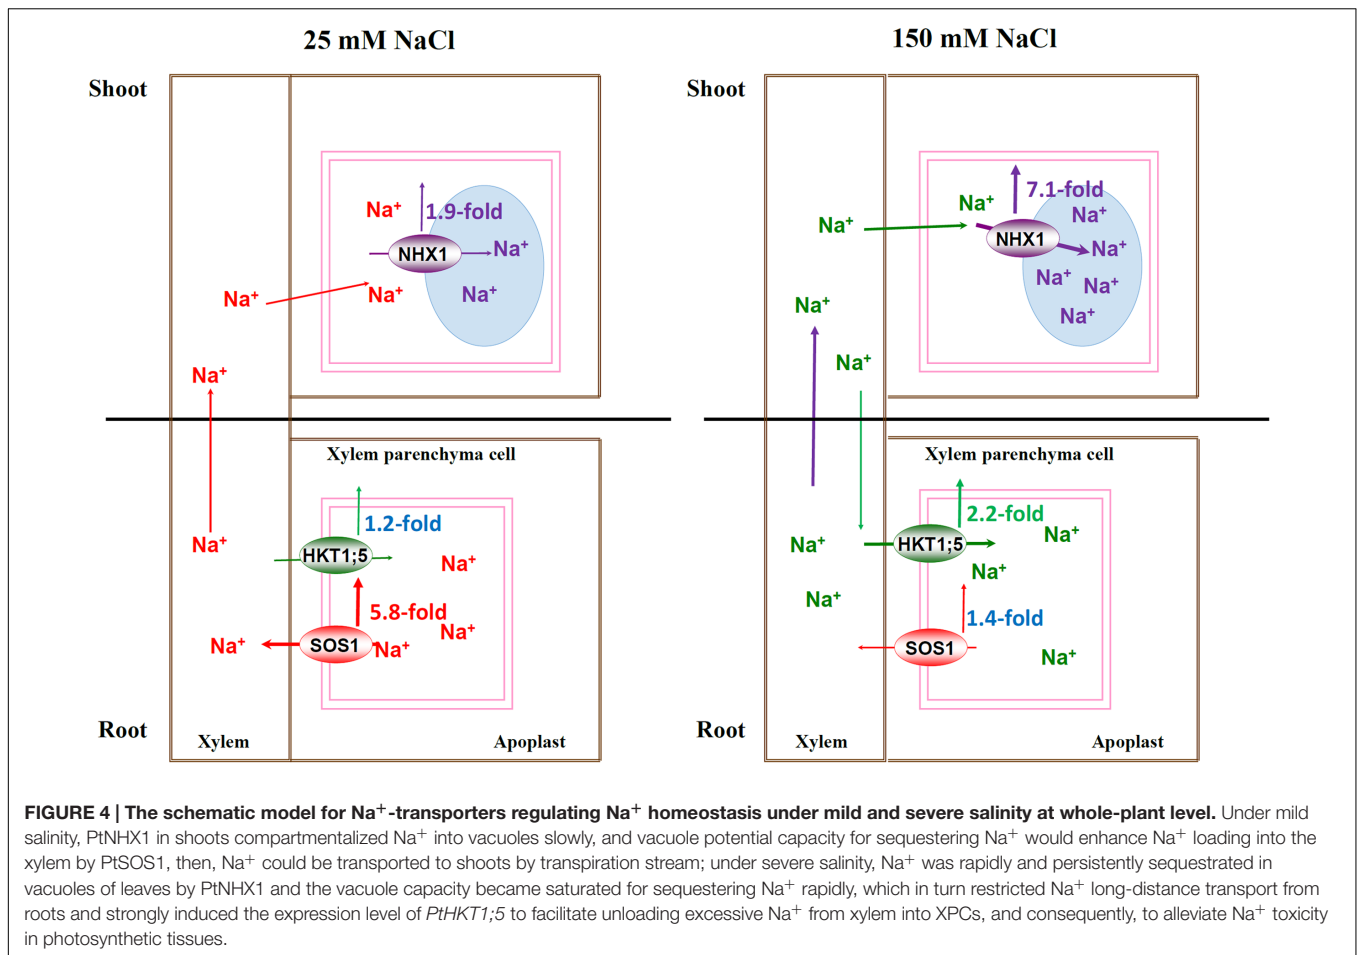 25 mM NaCl
Shoot
Na⁺
1.9-fold
NHX1
Na⁺
Na⁺
Na⁺
Na⁺
Na⁺
Xylem parenchyma cell
1.2-fold
Na⁺
HKT1;5
Na⁺
5.8-fold
Na⁺
Na⁺
SOS1
Na⁺
Root
Xylem
Apoplast
150 mM NaCl
Shoot
7.1-fold
Na⁺
Na⁺
Na⁺
NHX1
Na⁺
Na⁺
Na⁺
Na⁺
Na⁺
Na⁺
Xylem parenchyma cell
2.2-fold
Na⁺
Na⁺
HKT1;5
Na⁺
Na⁺
1.4-fold
SOS1
Na⁺
Root
Xylem
Apoplast
FIGURE 4 | The schematic model for Na⁺-transporters regulating Na⁺ homeostasis under mild and severe salinity at whole-plant level. Under mild
salinity, PtNHX1 in shoots compartmentalized Na⁺ into vacuoles slowly, and vacuole potential capacity for sequestering Na⁺ would enhance Na⁺ loading into the
xylem by PtSOS1, then, Na⁺ could be transported to shoots by transpiration stream; under severe salinity, Na⁺ was rapidly and persistently sequestrated in
vacuoles of leaves by PtNHX1 and the vacuole capacity became saturated for sequestering Na⁺ rapidly, which in turn restricted Na⁺ long-distance transport from
roots and strongly induced the expression level of PtHKT1;5 to facilitate unloading excessive Na⁺ from xylem into XPCs, and consequently, to alleviate Na⁺ toxicity
in photosynthetic tissues.